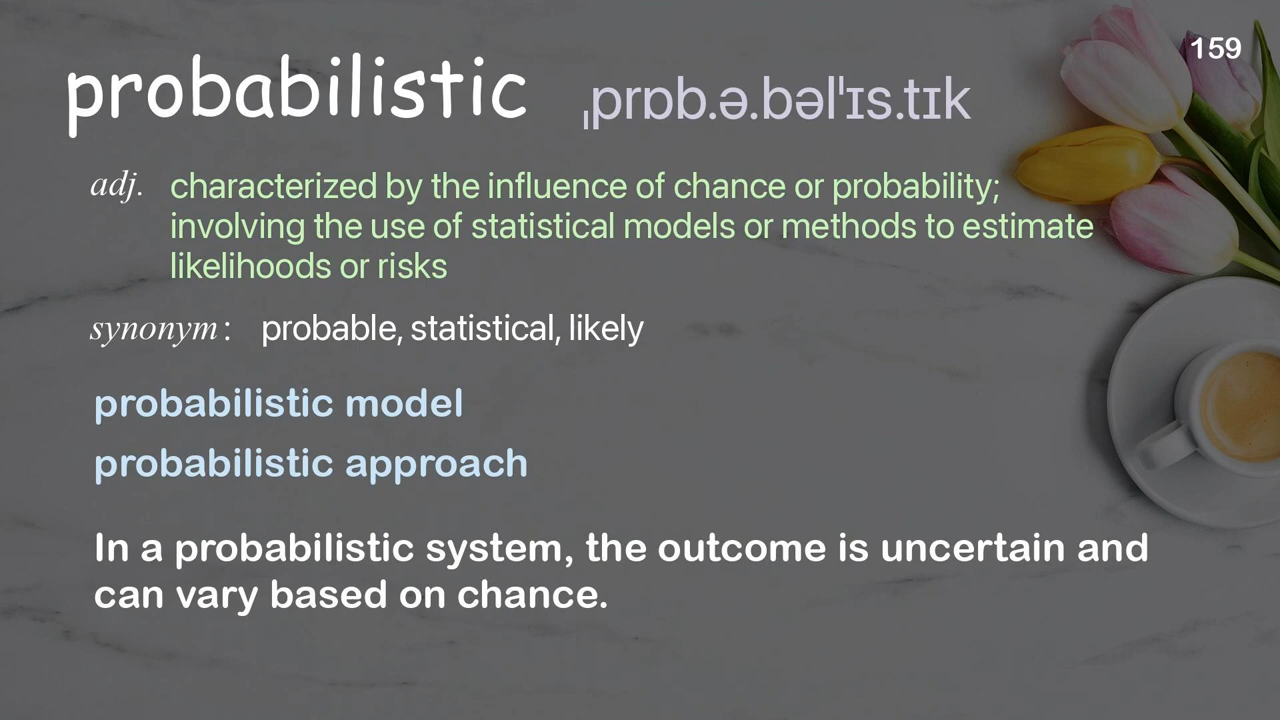 159
probabilistic ˌprɒb.ə.bəlˈɪs.tɪk
adj. characterized by the influence of chance or probability;
involving the use of statistical models or methods to estimate
likelihoods or risks
synonym: probable, statistical, likely
probabilistic model
probabilistic approach
In a probabilistic system, the outcome is uncertain and
can vary based on chance.